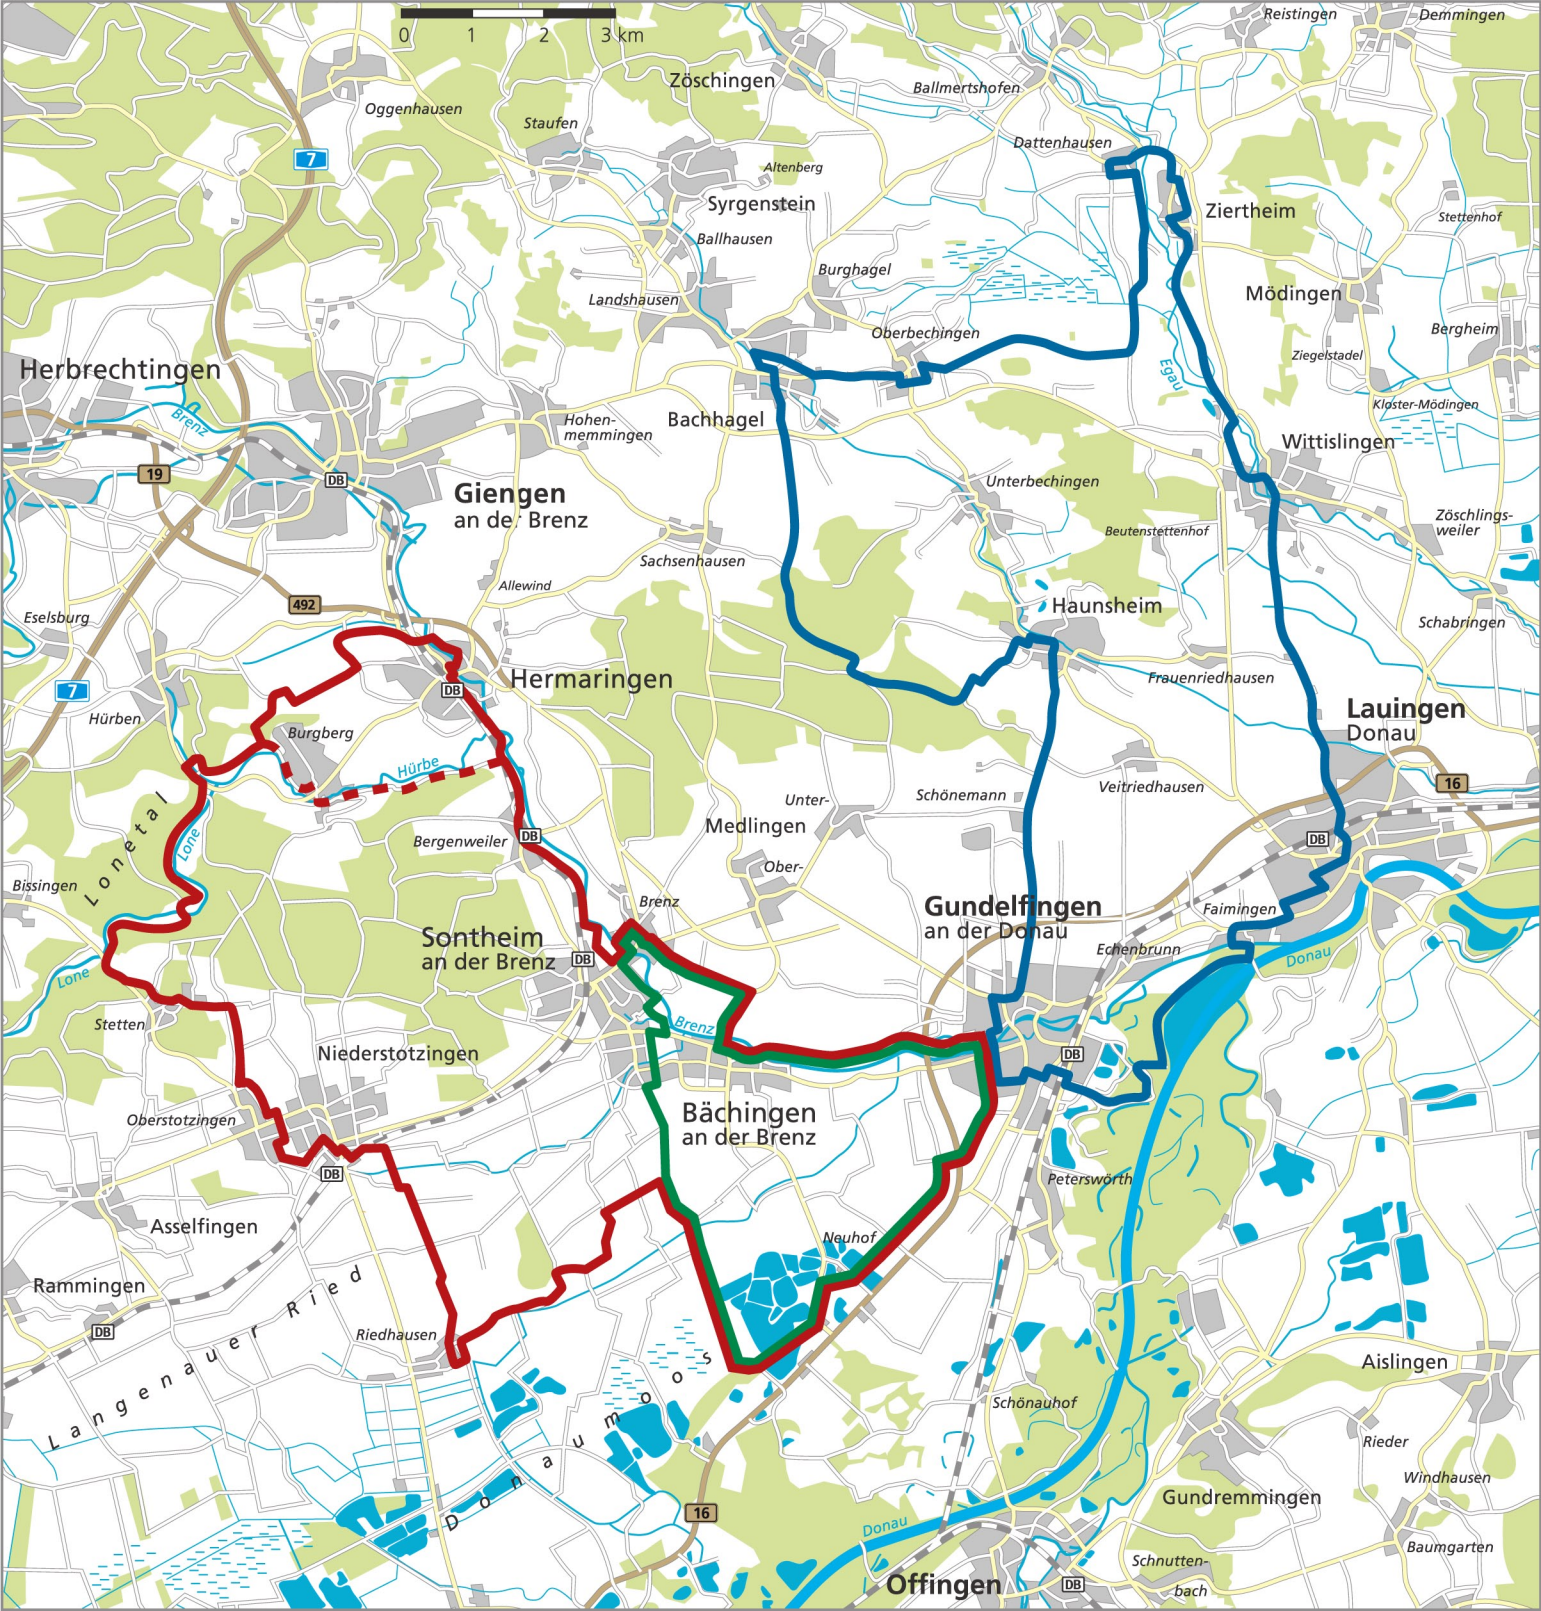 0 1 2 3 km
Reistingen
Demmingen
Zöschingen
Ballmertshofen
Oggenhausen
Staufen
Dattenhausen
7
Altenberg
Syrgenstein
Ziertheim
Stettenhof
Ballhausen
Burghagel
Landshausen
Mödingen
Oberbechingen
Bergheim
Ziegelstadel
Herbrechtingen
Egau
Brenz
Kloster-Mödingen
Hohen-
memmingen
Bachhagel
Wittislingen
19
DB
Giengen
an der Brenz
Unterbechingen
Zöschlings-
weiler
Beutenstettenhof
Sachsenhausen
Allewind
492
Haunsheim
Eselsburg
Schabringen
Hermaringen
Frauenriedhausen
7
DB
Hürben
Lauingen
Donau
Burgberg
Hürbe
Veitriedhausen
16
Schönemann
Unter-
Medlingen
Ober-
Lonetal
Lone
Bergenweiler
DB
DB
Bissingen
Brenz
Gundelfingen
an der Donau
Faimingen
Sontheim
an der Brenz
DB
Echenbrunn
Donau
Lone
Stetten
Brenz
Niederstotzingen
DB
Bächingen
an der Brenz
Oberstotzingen
DB
Peterswörth
Asselfingen
Neuhof
Rammingen
DB
Langenauer Ried
Riedhausen
Aislingen
Schönauhof
Donaumoos
Rieder
Windhausen
Gundremmingen
16
Donau
Baumgarten
Schnutten-
bach
Offingen
DB